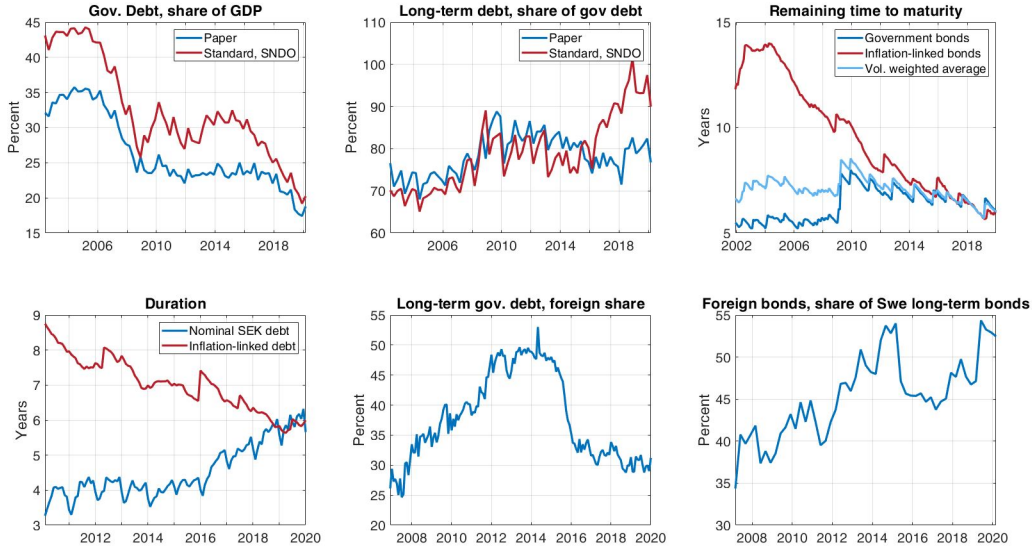 Gov. Debt, share of GDP
Percent
45
40
35
30
25
20
15
Paper
Standard, SNDO
2006 2010 2014 2018
Long-term debt, share of gov debt
Percent
110
100
90
80
70
60
Paper
Standard, SNDO
2006 2010 2014 2018
Remaining time to maturity
Years
15
10
5
Government bonds
Inflation-linked bonds
Vol. weighted average
2002 2006 2010 2014 2018
Duration
Years
9
8
7
6
5
4
3
Nominal SEK debt
Inflation-linked debt
2012 2014 2016 2018 2020
Long-term gov. debt, foreign share
Percent
55
50
45
40
35
30
25
20
2008 2010 2012 2014 2016 2018 2020
Foreign bonds, share of Swe long-term bonds
Percent
55
50
45
40
35
30
25
2008 2010 2012 2014 2016 2018 2020